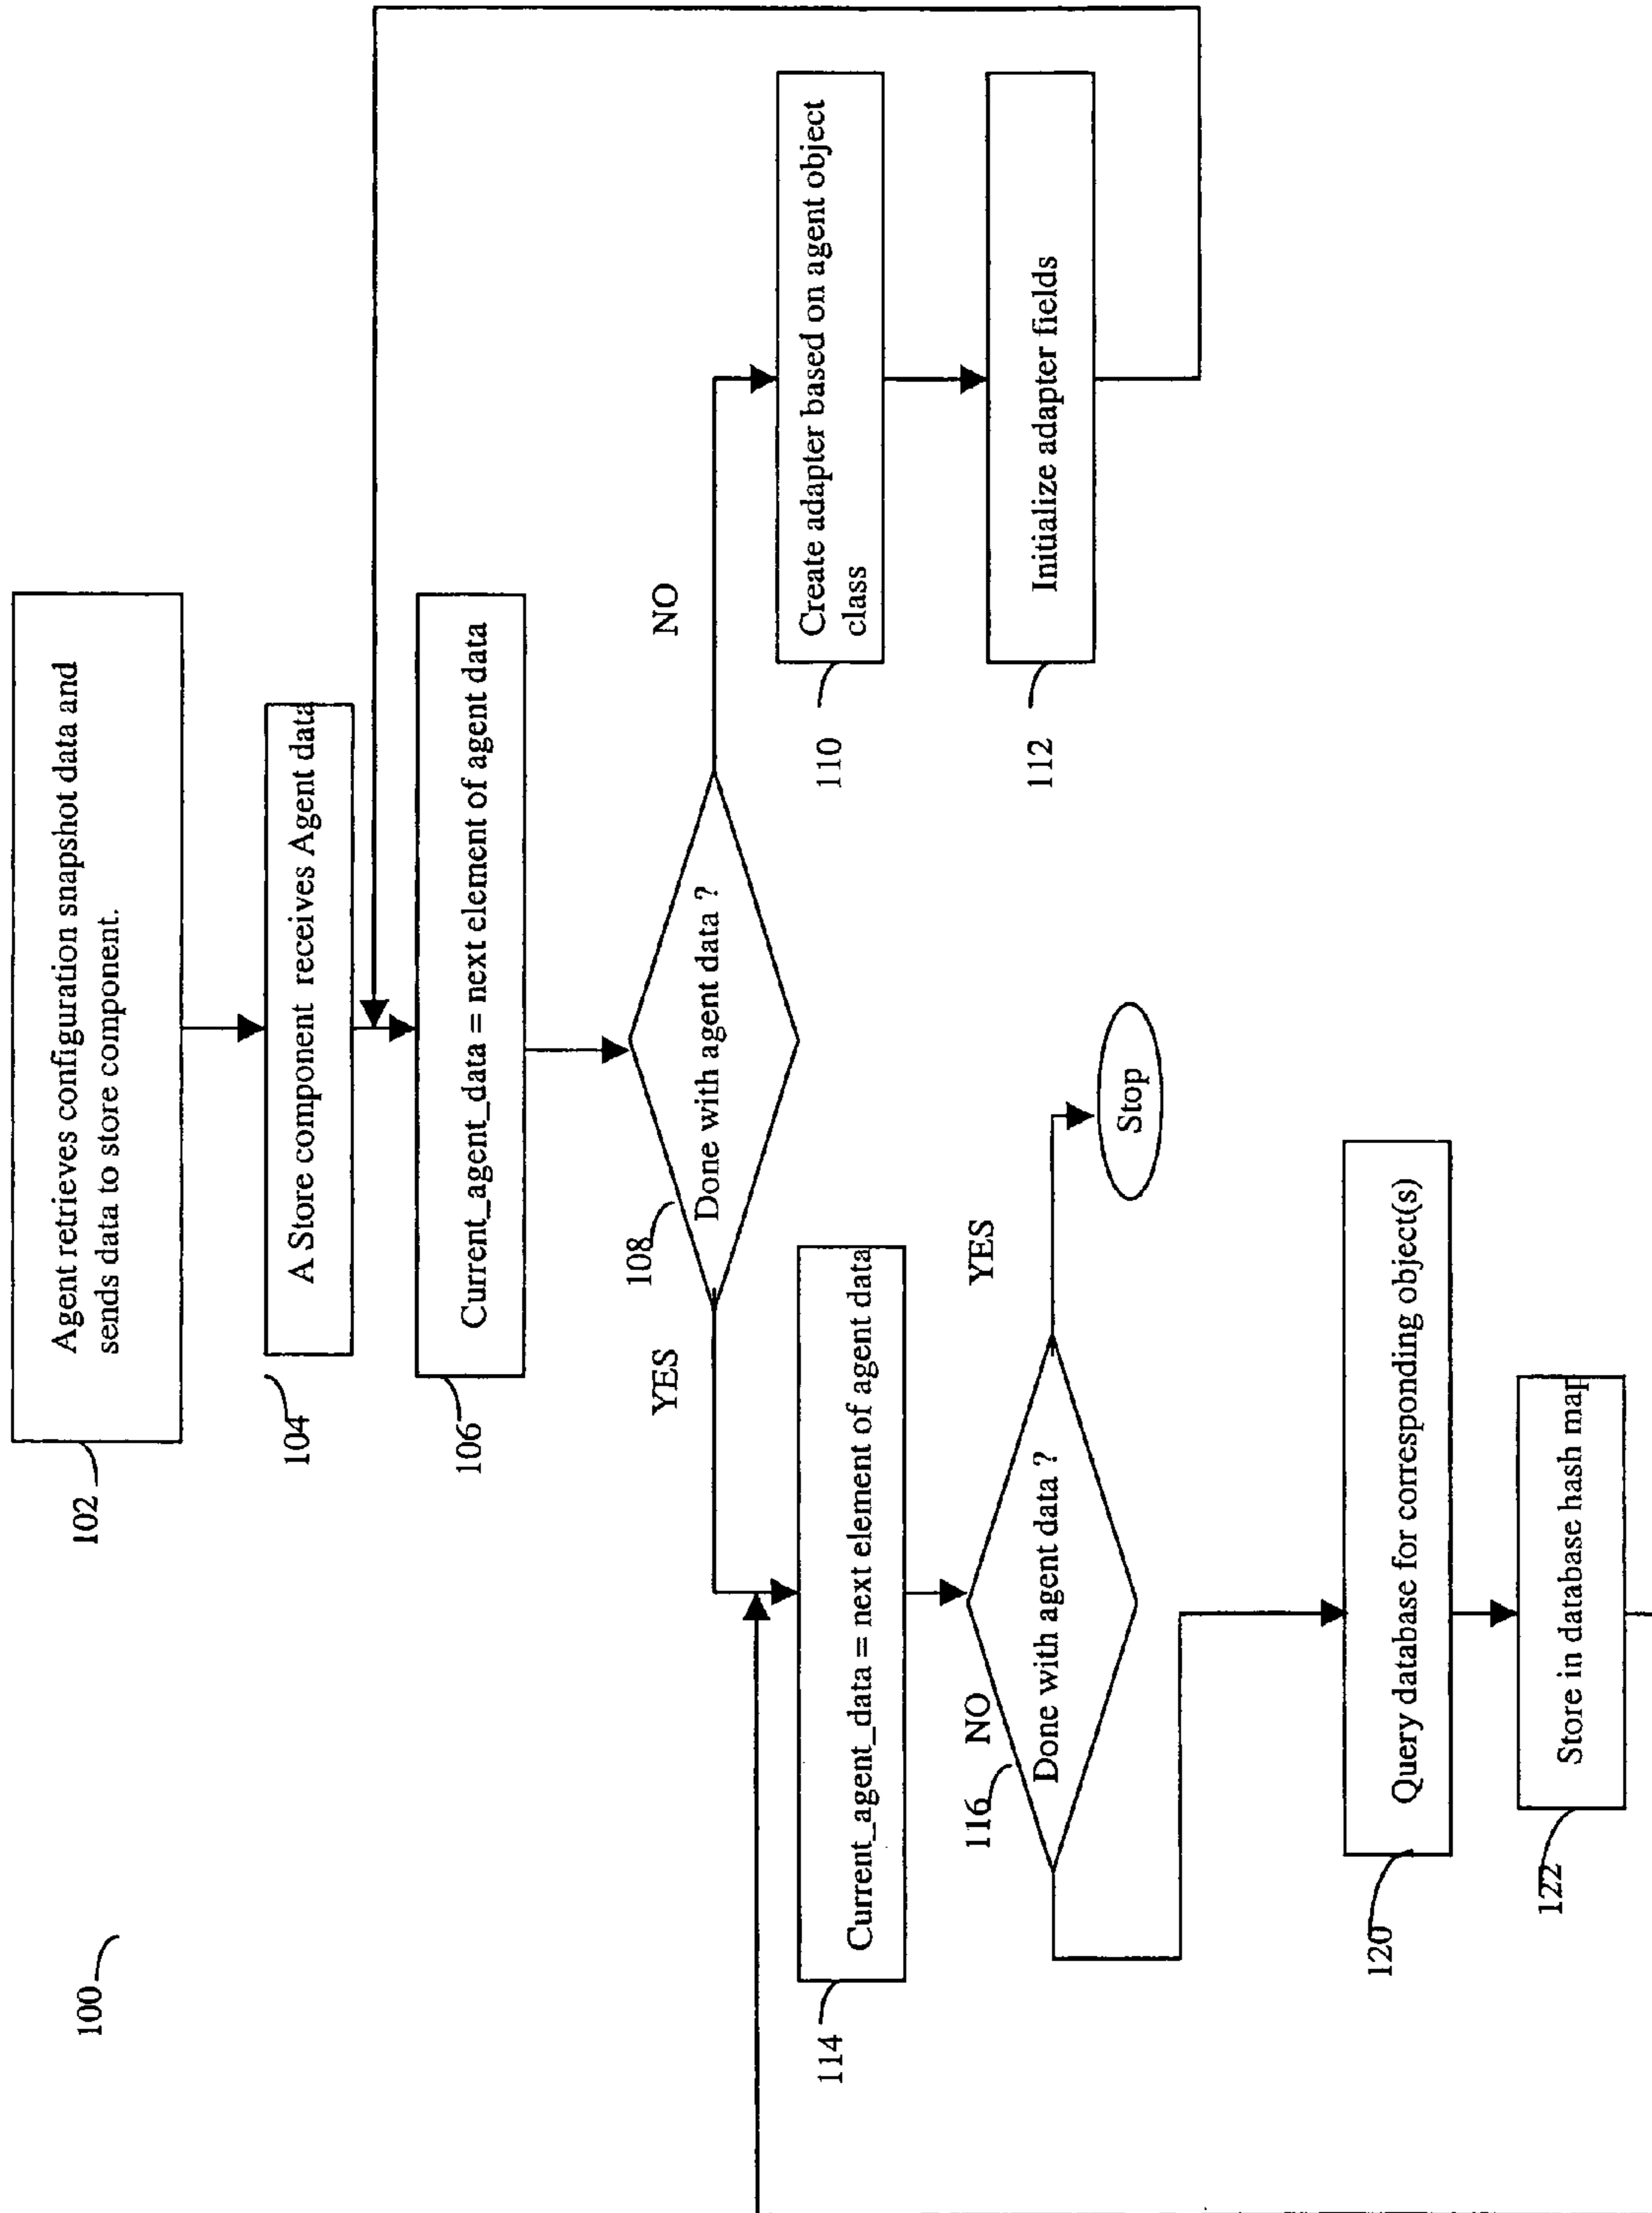 100
102
Agent retrieves configuration snapshot data and
sends data to store component.
104
A Store component receives Agent data
106
Current_agent_data = next element of agent data
108
Done with agent data ?
YES
NO
110
Create adapter based on agent object
class
112
Initialize adapter fields
114
Current_agent_data = next element of agent data
116
NO
Done with agent data ?
YES
Stop
120
Query database for corresponding object(s)
122
Store in database hash map